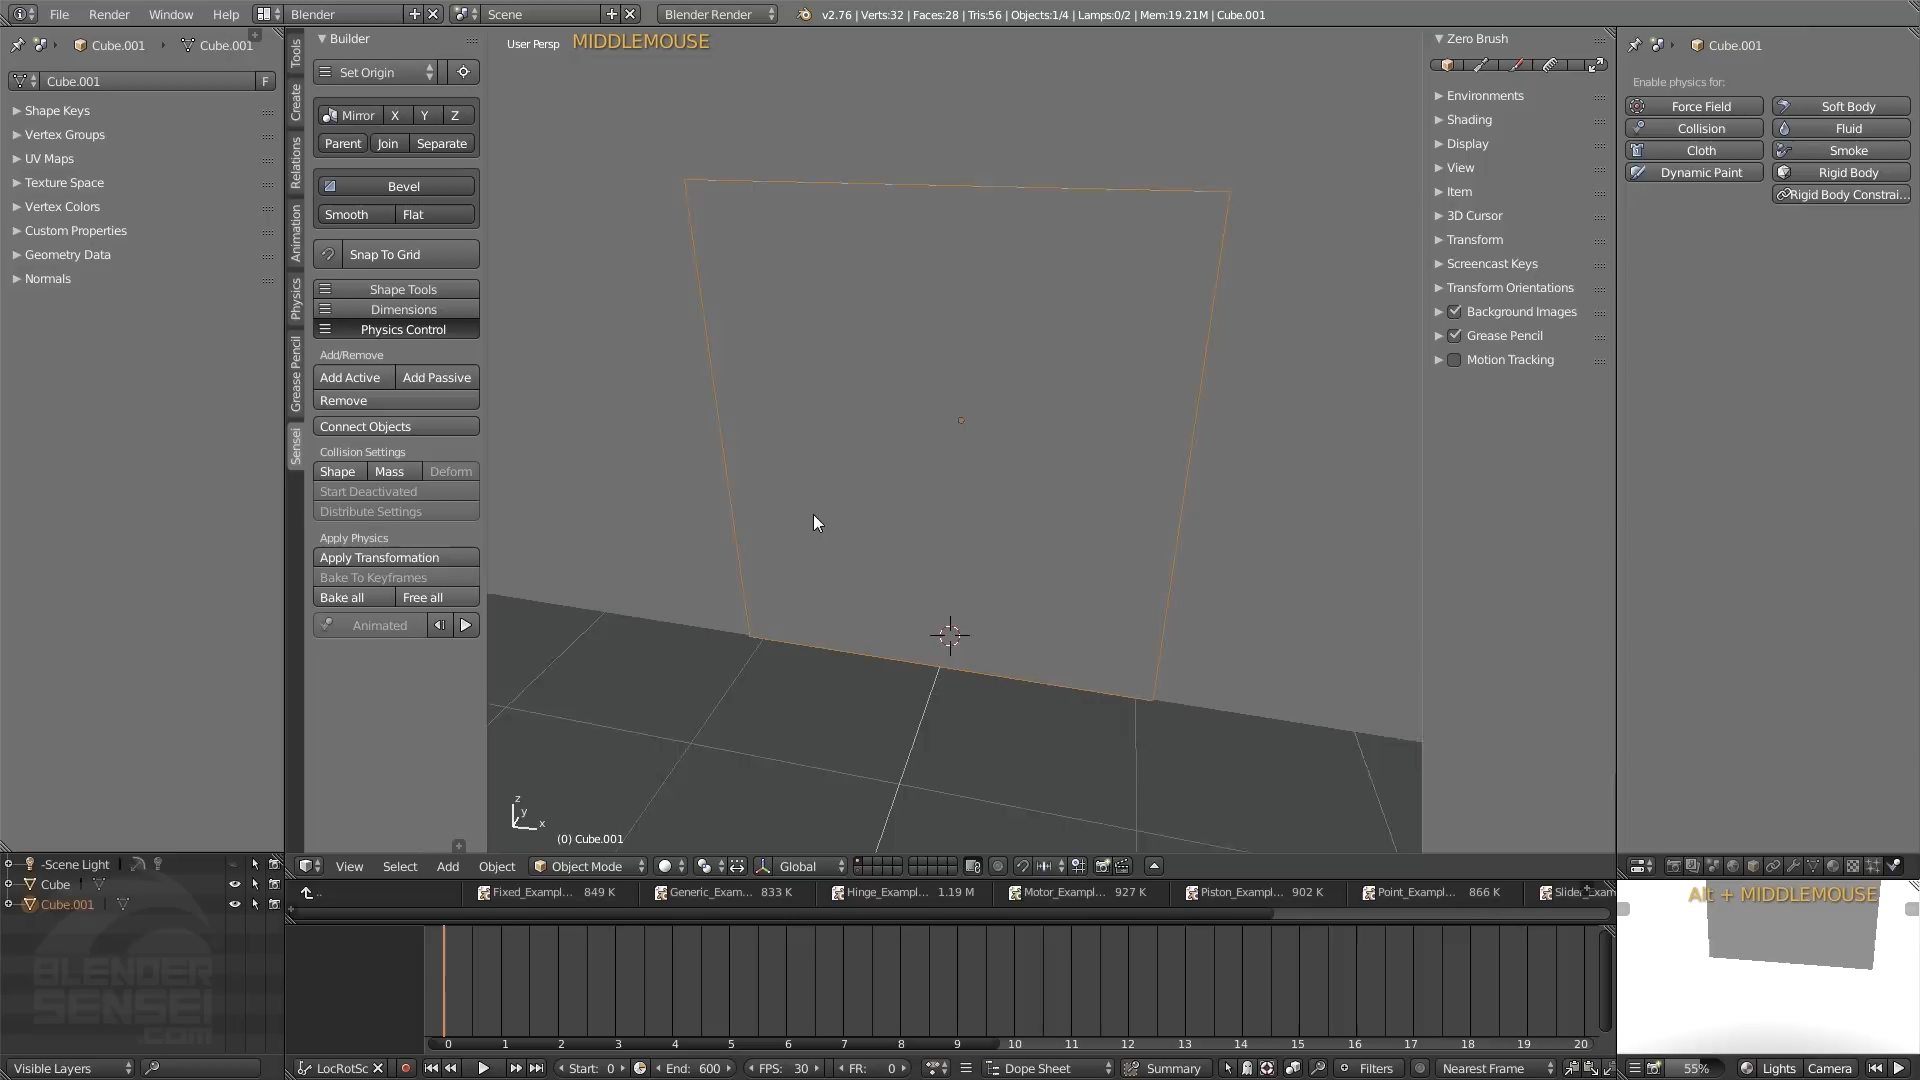 File Render Window Help Blender Scene Blender Render v2.76 | Verts:32 | Faces:28 | Tris:56 | Objects:1/4 | Lamps:0/2 | Mem:19.21M | Cube.001
Cube.001 Cube.001
Cube.001 F
Shape Keys
Vertex Groups
UV Maps
Texture Space
Vertex Colors
Custom Properties
Geometry Data
Normals
Tools
Create
Relations
Animation
Physics
Grease Pencil
Sensei
Builder
Set Origin
Mirror X Y Z
Parent Join Separate
Bevel
Smooth Flat
Snap To Grid
Shape Tools
Dimensions
Physics Control
Add/Remove
Add Active Add Passive
Remove
Connect Objects
Collision Settings
Shape Mass Deform
Start Deactivated
Distribute Settings
Apply Physics
Apply Transformation
Bake To Keyframes
Bake all Free all
Animated
User Persp MIDDLEMOUSE
z
y
x
(0) Cube.001
Zero Brush
Environments
Shading
Display
View
Item
3D Cursor
Transform
Screencast Keys
Transform Orientations
Background Images
Grease Pencil
Motion Tracking
Cube.001
Enable physics for:
Force Field Soft Body
Collision Fluid
Cloth Smoke
Dynamic Paint Rigid Body
Rigid Body Constrai...
-Scene Light
Cube
Cube.001
BLENDER
SENSEI
.COM
Visible Layers
View Select Add Object Object Mode Global
.. Fixed_Exampl... 849 K Generic_Exam... 833 K Hinge_Exampl... 1.19 M Motor_Exampl... 927 K Piston_Exampl... 902 K Point_Exampl... 866 K
0 1 2 3 4 5 6 7 8 9 10 11 12 13 14 15 16 17 18 19 20
LocRotSc Start: 0 End: 600 FPS: 30 FR: 0 Dope Sheet Summary Filters Nearest Frame
Alt + MIDDLEMOUSE
55% Lights Camera